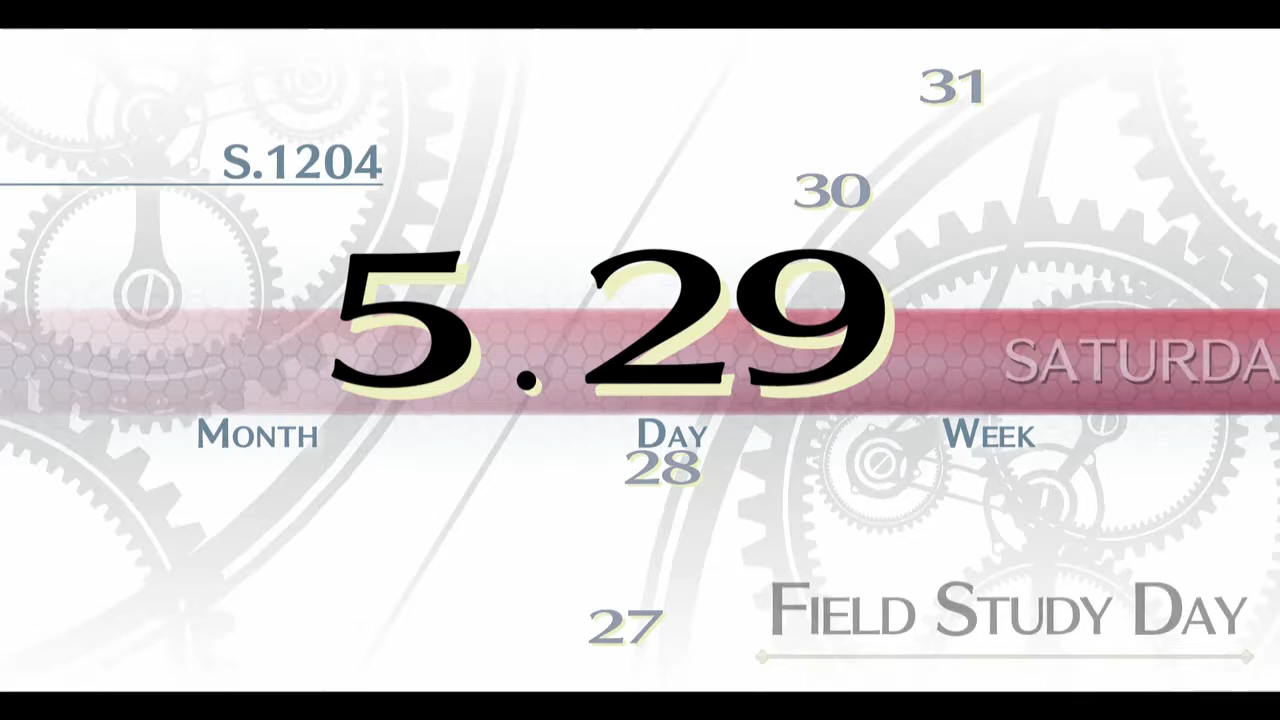 31
S.1204
30
5.29
SATURDA
MONTH
DAY
WEEK
28
27
FIELD STUDY DAY